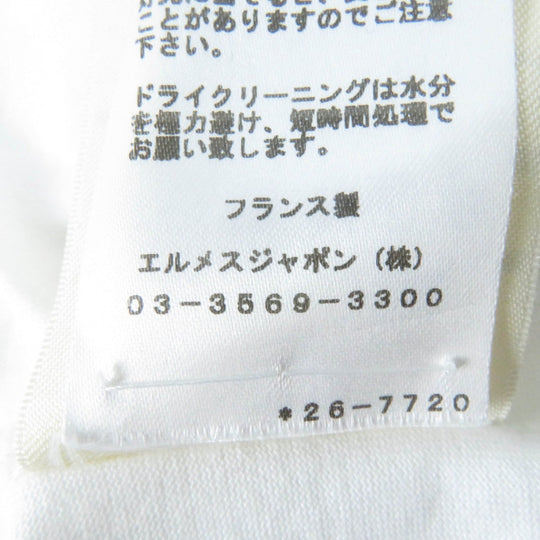 ことがありますのでご注意
下さい。
ドライクリーニングは水分
を極力避け、短時間処理で
お願い致します。
フランス製
エルメスジャポン（株）
03-3569-3300
*26-7720